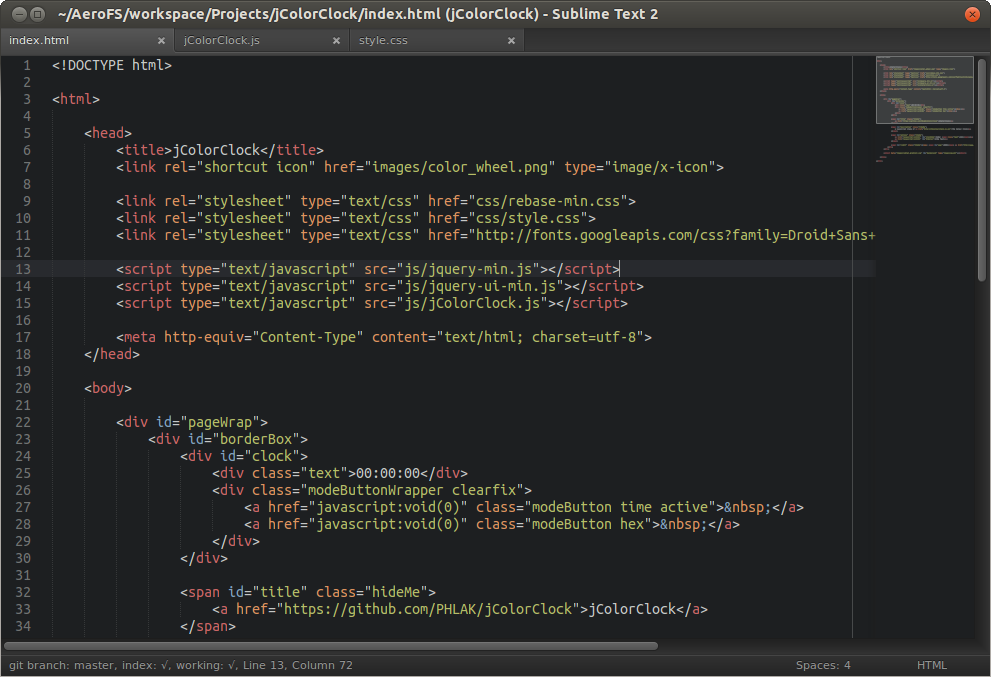 ~/AeroFS/workspace/Projects/jColorClock/index.html (jColorClock) - Sublime Text 2
index.html × jColorClock.js × style.css ×
1 <!DOCTYPE html>
2
3 <html>
4
5     <head>
6         <title>jColorClock</title>
7         <link rel="shortcut icon" href="images/color_wheel.png" type="image/x-icon">
8
9         <link rel="stylesheet" type="text/css" href="css/rebase-min.css">
10         <link rel="stylesheet" type="text/css" href="css/style.css">
11         <link rel="stylesheet" type="text/css" href="http://fonts.googleapis.com/css?family=Droid+Sans+
12
13         <script type="text/javascript" src="js/jquery-min.js"></script>
14         <script type="text/javascript" src="js/jquery-ui-min.js"></script>
15         <script type="text/javascript" src="js/jColorClock.js"></script>
16
17         <meta http-equiv="Content-Type" content="text/html; charset=utf-8">
18     </head>
19
20     <body>
21
22         <div id="pageWrap">
23             <div id="borderBox">
24                 <div id="clock">
25                     <div class="text">00:00:00</div>
26                     <div class="modeButtonWrapper clearfix">
27                         <a href="javascript:void(0)" class="modeButton time active">&nbsp;</a>
28                         <a href="javascript:void(0)" class="modeButton hex">&nbsp;</a>
29                     </div>
30                 </div>
31
32                 <span id="title" class="hideMe">
33                     <a href="https://github.com/PHLAK/jColorClock">jColorClock</a>
34                 </span>
git branch: master, index: √, working: √, Line 13, Column 72 Spaces: 4 HTML